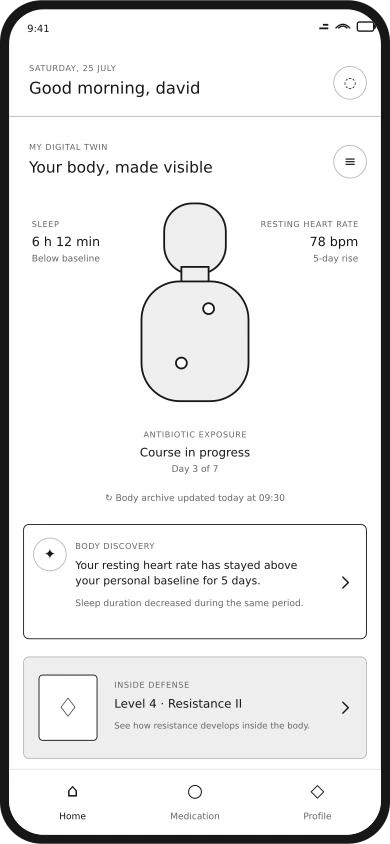 9:41
SATURDAY, 25 JULY
Good morning, david
MY DIGITAL TWIN
Your body, made visible
SLEEP
6 h 12 min
Below baseline
RESTING HEART RATE
78 bpm
5-day rise
ANTIBIOTIC EXPOSURE
Course in progress
Day 3 of 7
↻ Body archive updated today at 09:30
BODY DISCOVERY
Your resting heart rate has stayed above
your personal baseline for 5 days.
Sleep duration decreased during the same period.
INSIDE DEFENSE
Level 4 · Resistance II
See how resistance develops inside the body.
Home
Medication
Profile